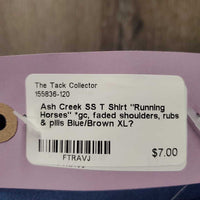 The Tack Collector
155836-120
Ash Creek SS T Shirt "Running
Horses" *gc, faded shoulders, rubs
& pills Blue/Brown XL?
FTRAVJ
$7.00